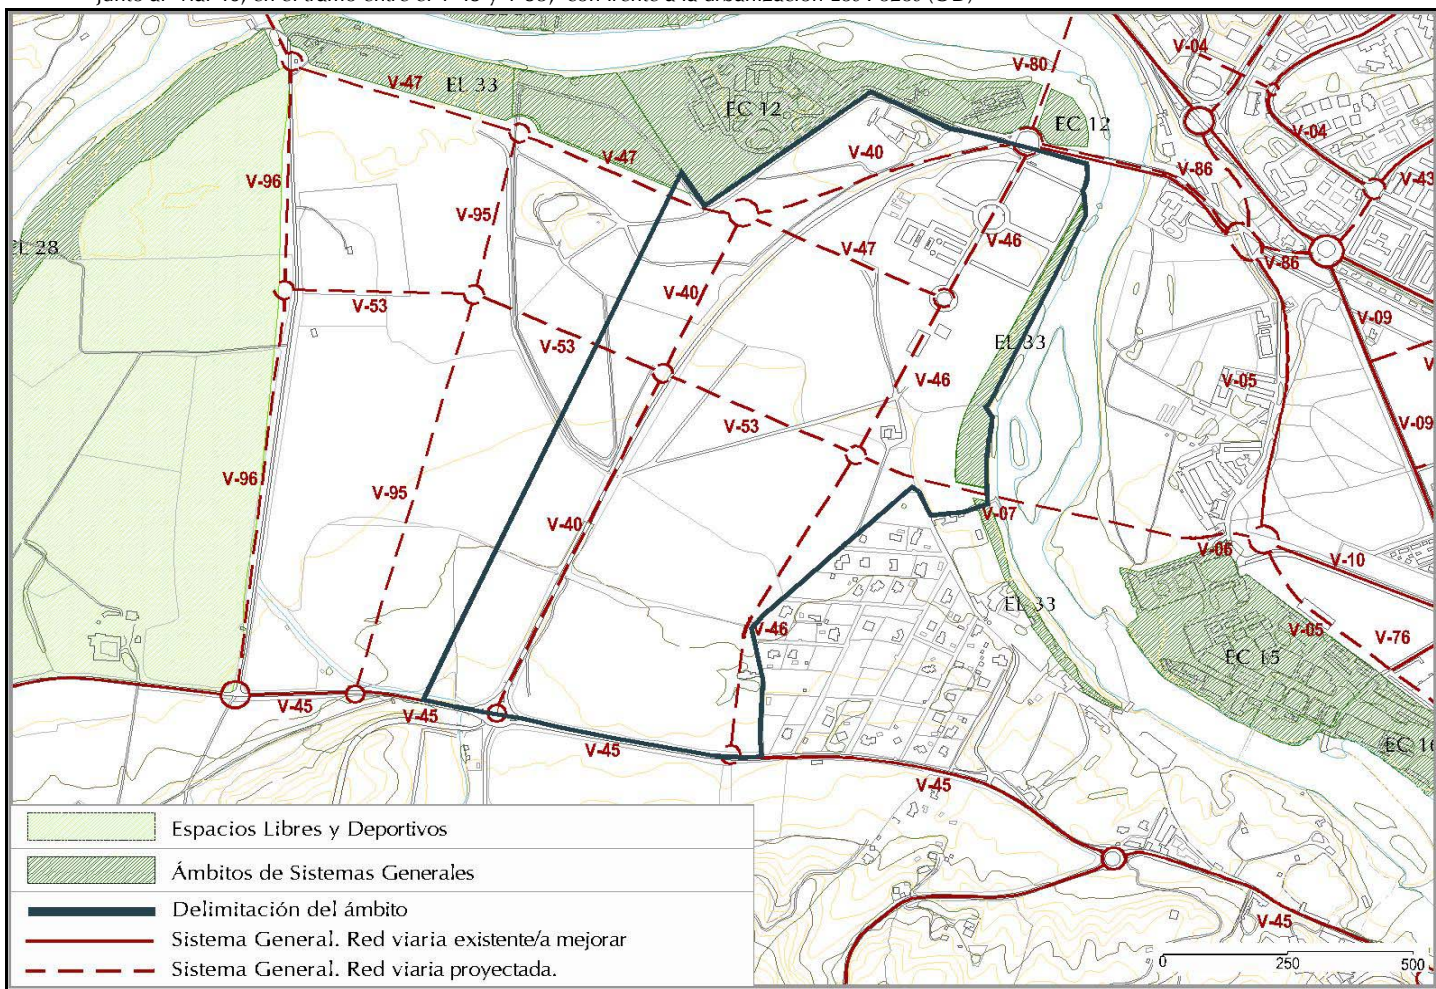 V-47
EL 33
EC 12
V-80
V-04
EC 12
V-04
V-47
V-40
V-86
V-43
V-96
V-95
V-46
V-47
V-86
EL 28
V-40
V-53
V-53
V-09
EL 33
V-46
V-05
V-53
V-09
V-96
V-95
V-40
V-07
V-06
V-10
EL 33
V-46
V-05
V-76
EC 15
V-45
V-45
V-45
EC 16
V-45
V-45
Espacios Libres y Deportivos
Ámbitos de Sistemas Generales
Delimitación del ámbito
Sistema General. Red viaria existente/a mejorar
Sistema General. Red viaria proyectada.
0 250 500